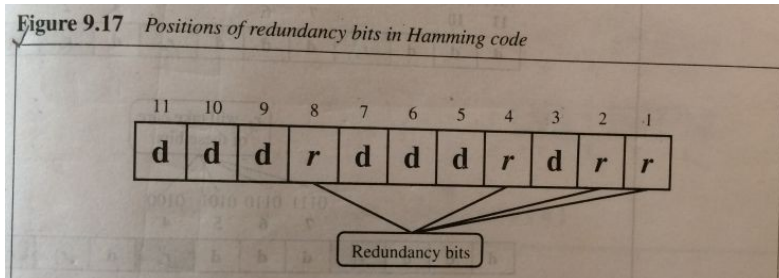 Figure 9.17 Positions of redundancy bits in Hamming code
11 10 9 8 7 6 5 4 3 2 1
d d d r d d d r d r r
Redundancy bits